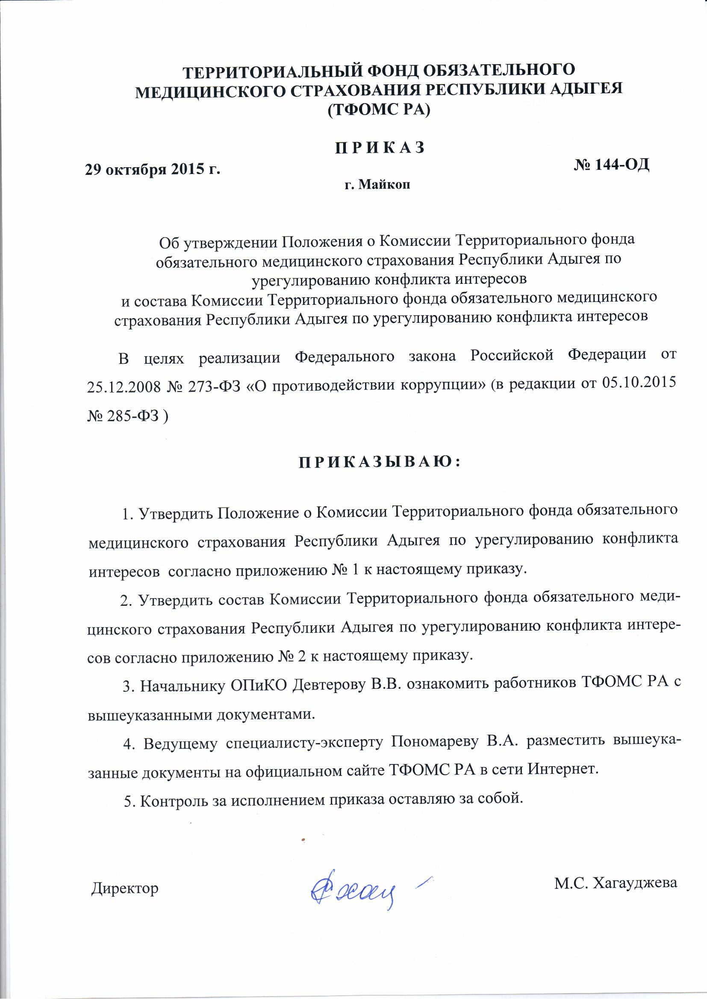 ТЕРРИТОРИАЛЬНЫЙ ФОНД ОБЯЗАТЕЛЬНОГО
МЕДИЦИНСКОГО СТРАХОВАНИЯ РЕСПУБЛИКИ АДЫГЕЯ
(ТФОМС РА)
П Р И К А З
29 октября 2015 г. № 144-ОД
г. Майкоп
Об утверждении Положения о Комиссии Территориального фонда
обязательного медицинского страхования Республики Адыгея по
урегулированию конфликта интересов
и состава Комиссии Территориального фонда обязательного медицинского
страхования Республики Адыгея по урегулированию конфликта интересов
В целях реализации Федерального закона Российской Федерации от
25.12.2008 № 273-ФЗ «О противодействии коррупции» (в редакции от 05.10.2015
№ 285-ФЗ )
П Р И К А З Ы В А Ю :
1. Утвердить Положение о Комиссии Территориального фонда обязательного
медицинского страхования Республики Адыгея по урегулированию конфликта
интересов согласно приложению № 1 к настоящему приказу.
2. Утвердить состав Комиссии Территориального фонда обязательного меди-
цинского страхования Республики Адыгея по урегулированию конфликта интере-
сов согласно приложению № 2 к настоящему приказу.
3. Начальнику ОПиКО Девтерову В.В. ознакомить работников ТФОМС РА с
вышеуказанными документами.
4. Ведущему специалисту-эксперту Пономареву В.А. разместить вышеука-
занные документы на официальном сайте ТФОМС РА в сети Интернет.
5. Контроль за исполнением приказа оставляю за собой.
Директор М.С. Хагауджева